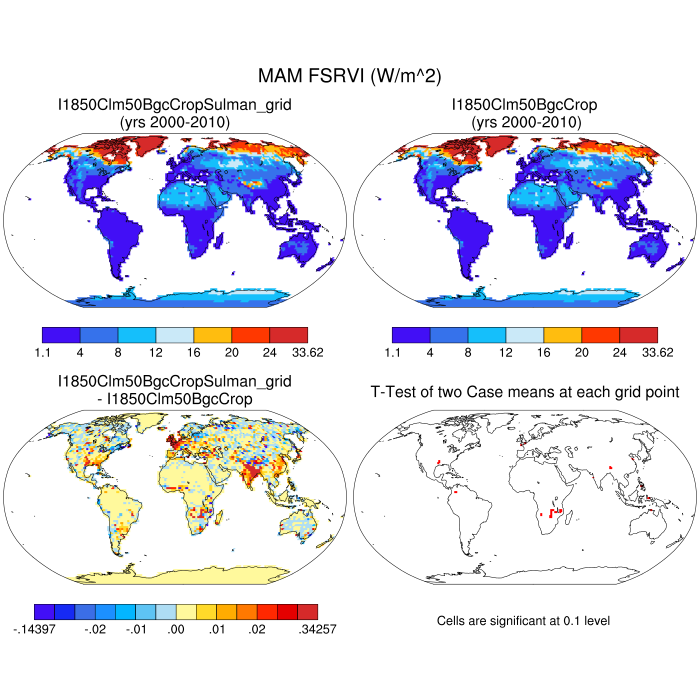 MAM FSRVI (W/m^2)
I1850Clm50BgcCropSulman_grid
(yrs 2000-2010)
I1850Clm50BgcCrop
(yrs 2000-2010)
1.1 4 8 12 16 20 24 33.62
1.1 4 8 12 16 20 24 33.62
I1850Clm50BgcCropSulman_grid
- I1850Clm50BgcCrop
T-Test of two Case means at each grid point
-.14397 -.02 -.01 .00 .01 .02 .34257
Cells are significant at 0.1 level